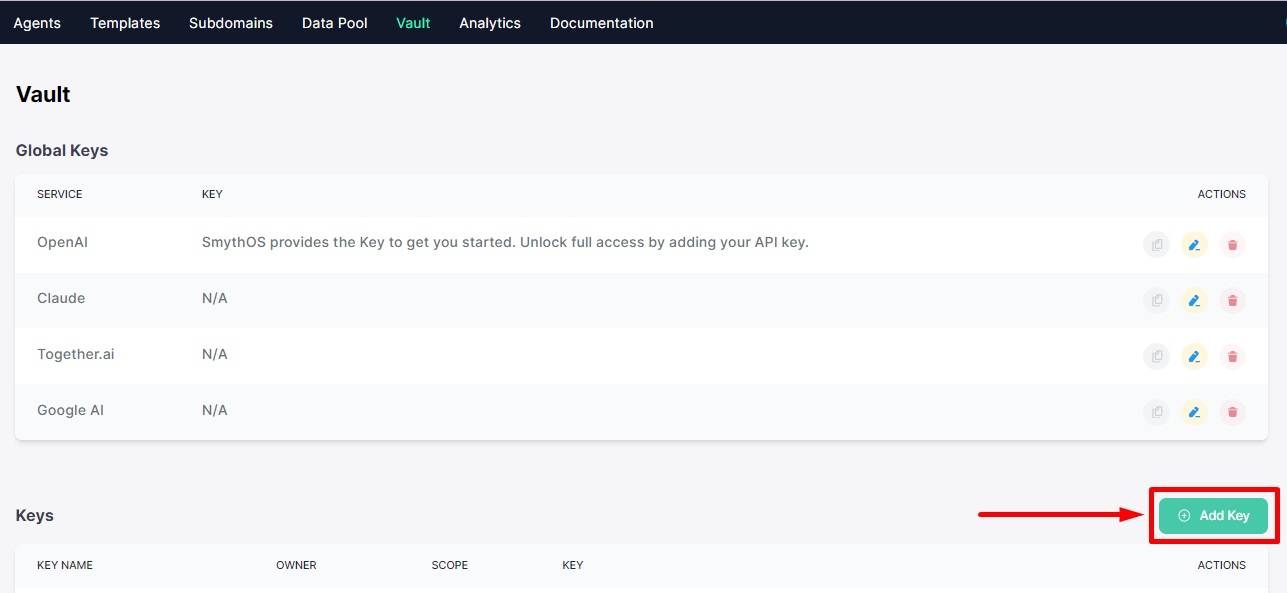 Agents Templates Subdomains Data Pool Vault Analytics Documentation
Vault
Global Keys
SERVICE KEY ACTIONS
OpenAI SmythOS provides the Key to get you started. Unlock full access by adding your API key.
Claude N/A
Together.ai N/A
Google AI N/A
Keys Add Key
KEY NAME OWNER SCOPE KEY ACTIONS